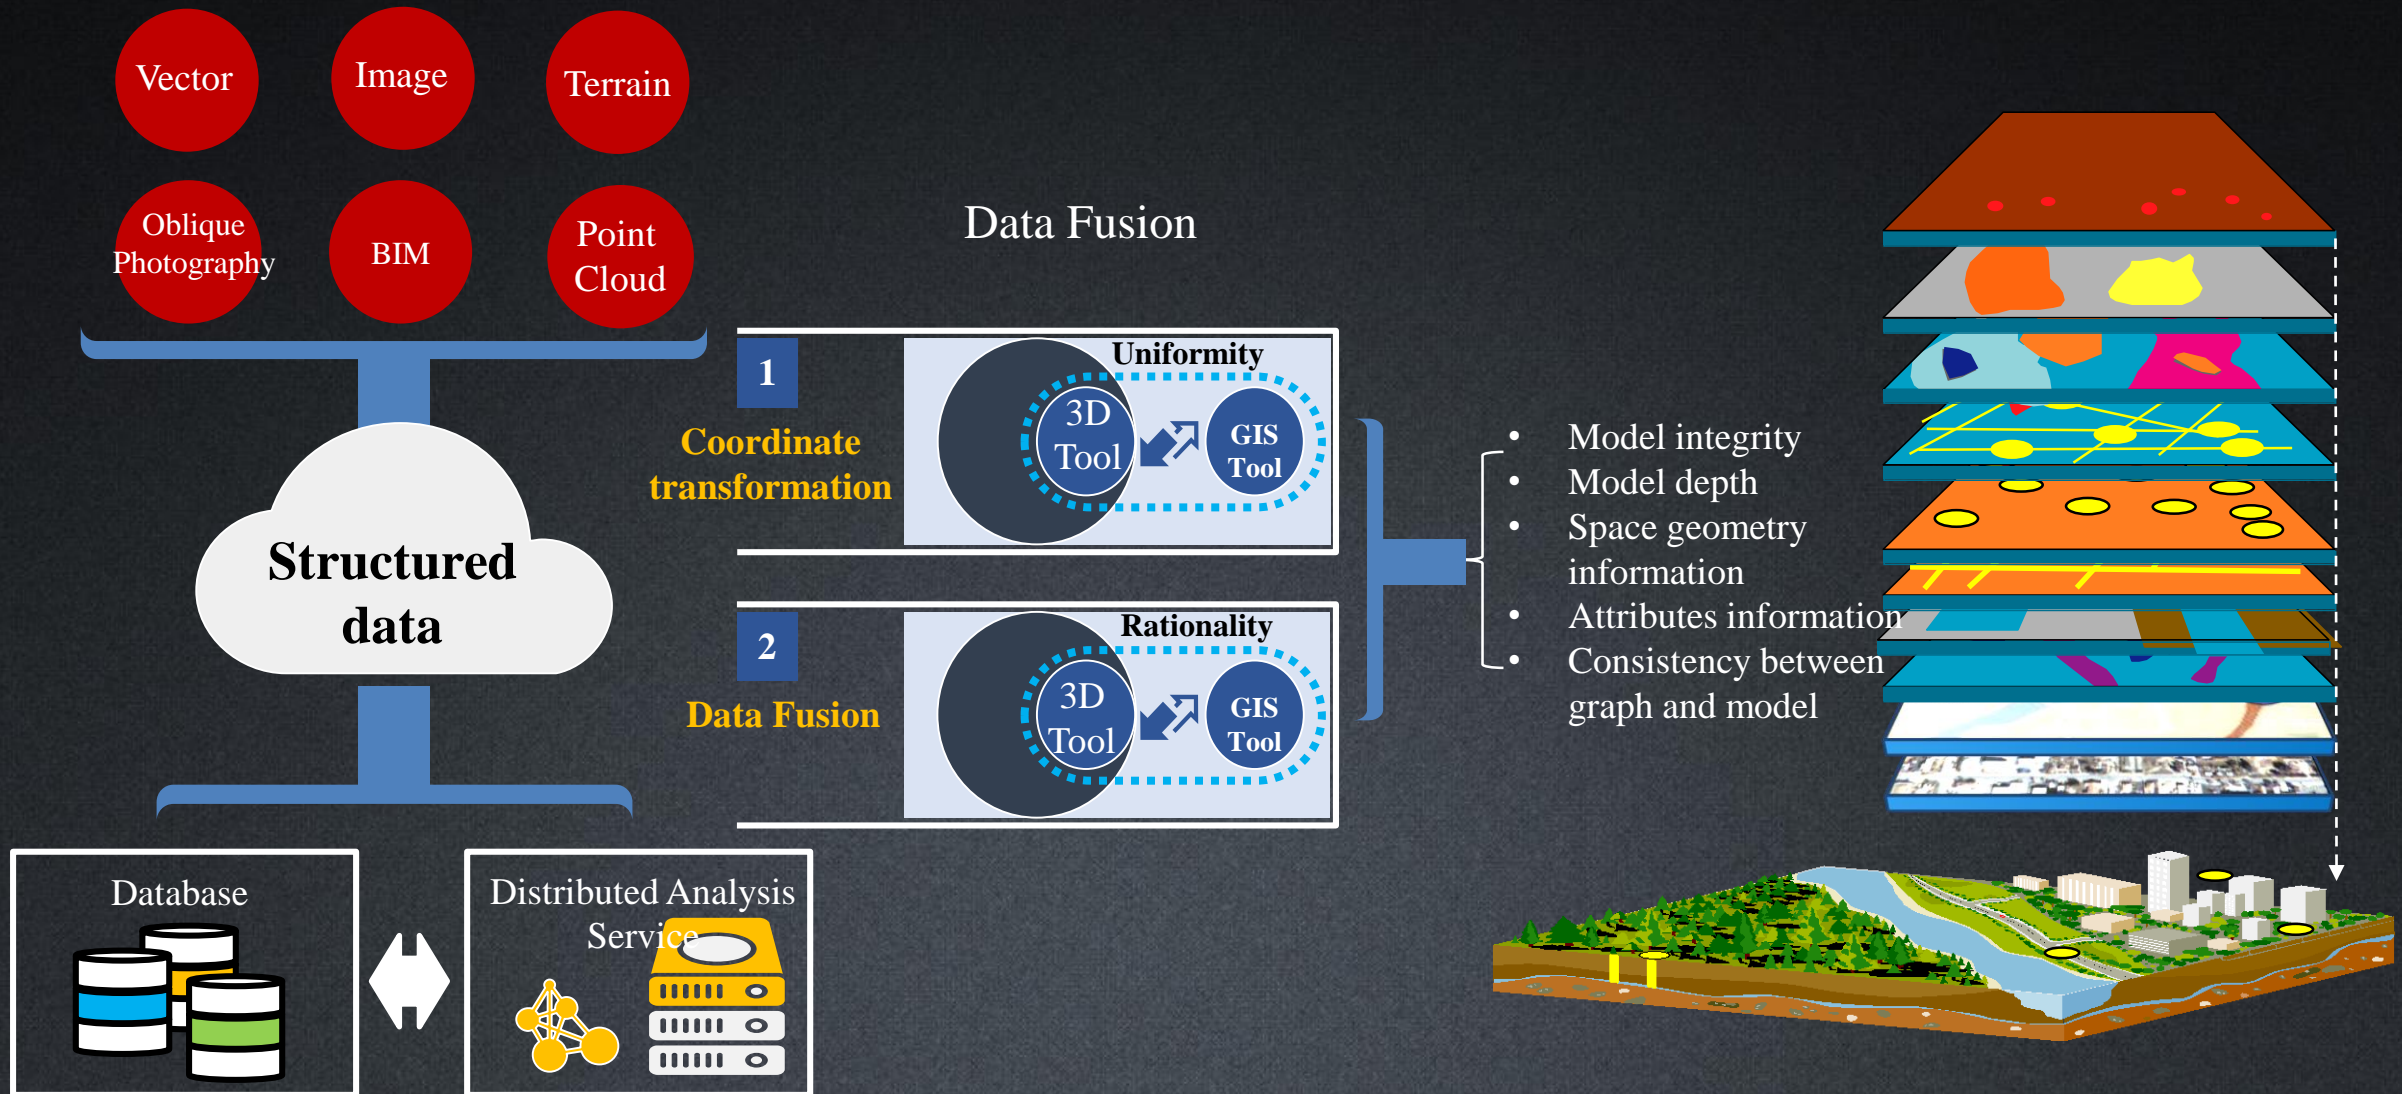 Vector
Image
Terrain
Oblique
Photography
BIM
Point
Cloud
Structured
data
Database
Distributed Analysis
Service
Data Fusion
1
Coordinate
transformation
Uniformity
3D
Tool
GIS
Tool
2
Data Fusion
Rationality
3D
Tool
GIS
Tool
• Model integrity
• Model depth
• Space geometry
information
• Attributes information
• Consistency between
graph and model